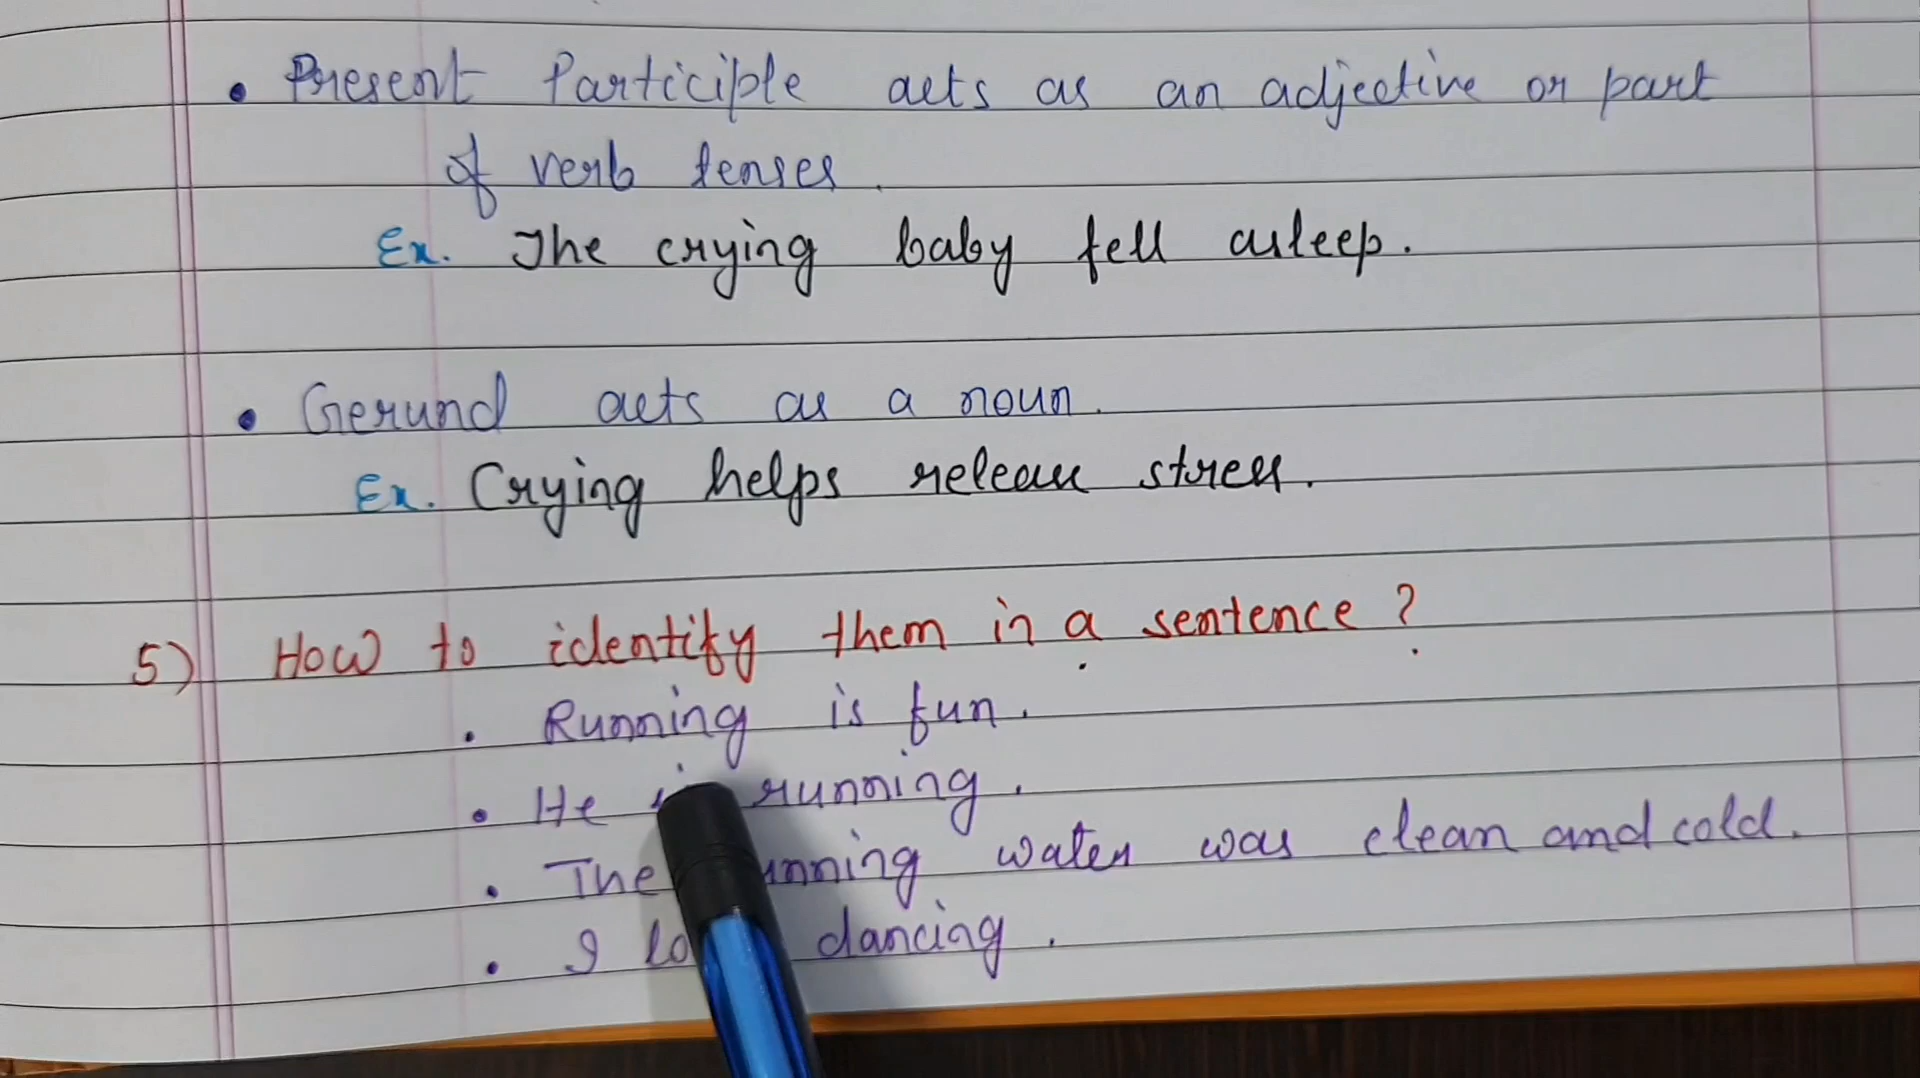 • Present Participle acts as an adjective or part
of verb tenses.
Ex. The crying baby fell asleep.
• Gerund acts as a noun.
Ex. Crying helps release stress.
5) How to identify them in a sentence?
• Running is fun.
• He running.
• The water was clean and cold.
• I dancing.